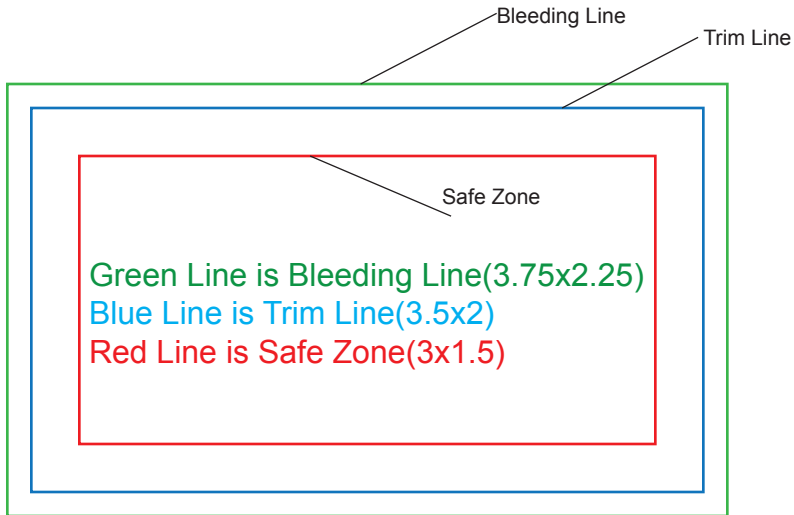 Bleeding Line
Trim Line
Safe Zone
Green Line is Bleeding Line(3.75x2.25)
Blue Line is Trim Line(3.5x2)
Red Line is Safe Zone(3x1.5)